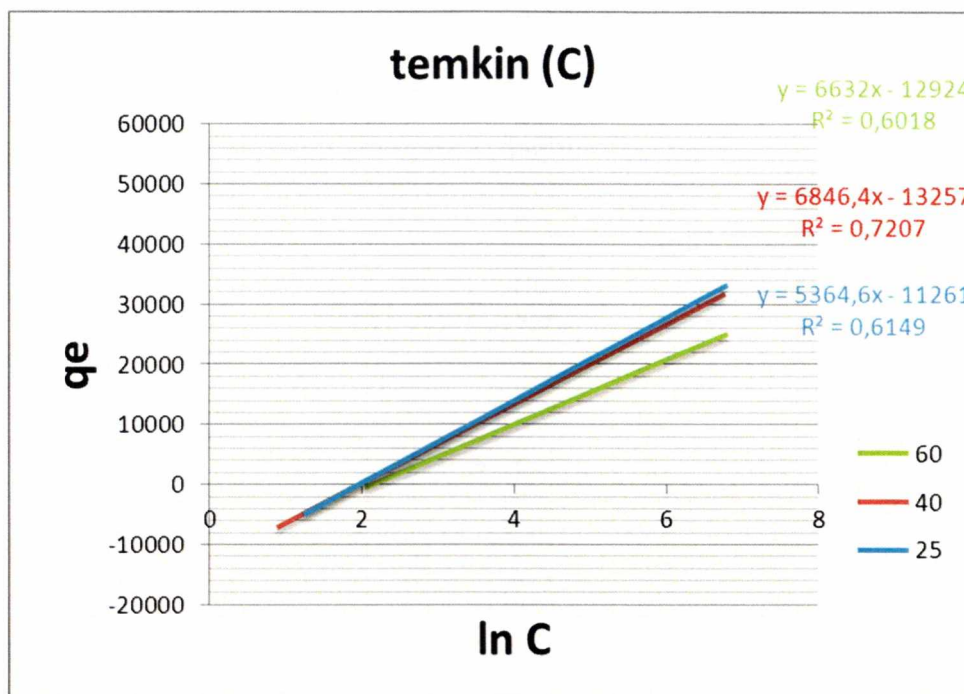 temkin (C)
y = 6632x - 12924
R² = 0,6018
y = 6846,4x - 13257
R² = 0,7207
y = 5364,6x - 11261
R² = 0,6149
60000
50000
40000
30000
20000
10000
0
-10000
-20000
qe
0
2
4
6
8
ln C
60
40
25